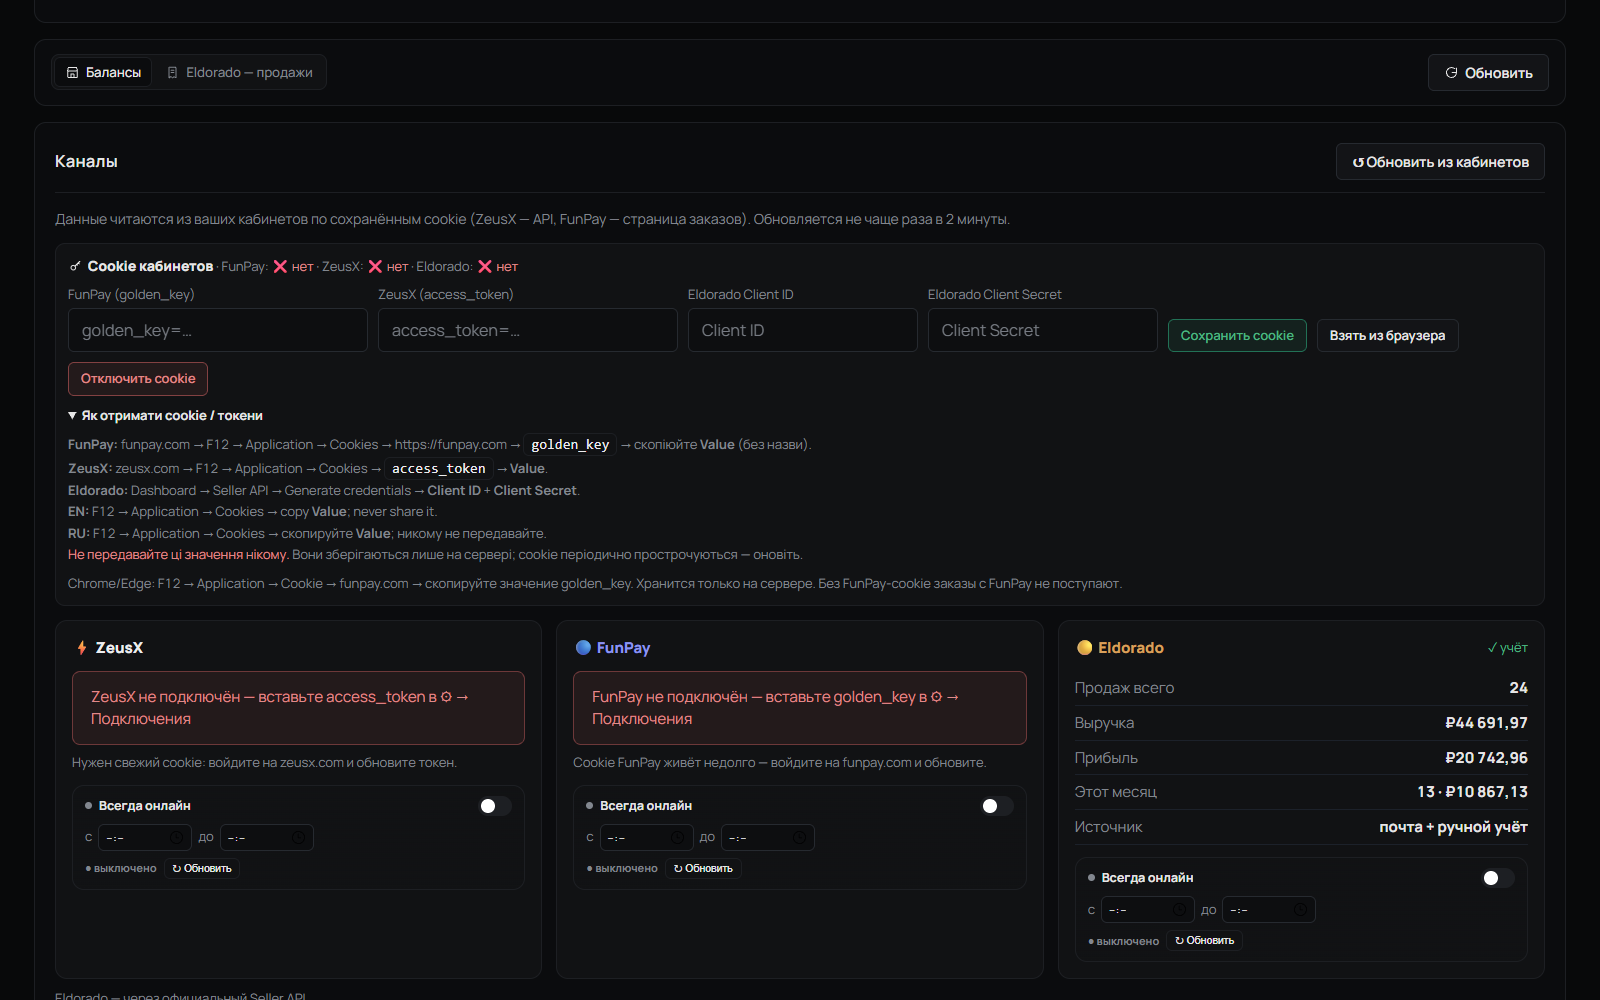 Балансы
Eldorado — продажи
Обновить
Каналы
↺ Обновить из кабинетов
Данные читаются из ваших кабинетов по сохранённым cookie (ZeusX — API, FunPay — страница заказов). Обновляется не чаще раза в 2 минуты.
Cookie кабинетов · FunPay: ❌ нет · ZeusX: ❌ нет · Eldorado: ❌ нет
FunPay (golden_key)
ZeusX (access_token)
Eldorado Client ID
Eldorado Client Secret
golden_key=...
access_token=...
Client ID
Client Secret
Сохранить cookie
Взять из браузера
Отключить cookie
▼ Як отримати cookie / токени
FunPay: funpay.com → F12 → Application → Cookies → https://funpay.com → golden_key → скопіюйте Value (без назви).
ZeusX: zeusx.com → F12 → Application → Cookies → access_token → Value.
Eldorado: Dashboard → Seller API → Generate credentials → Client ID + Client Secret.
EN: F12 → Application → Cookies → copy Value; never share it.
RU: F12 → Application → Cookies → скопируйте Value; никому не передавайте.
Не передавайте ці значення нікому. Вони зберігаються лише на сервері; cookie періодично прострочуються — оновіть.
Chrome/Edge: F12 → Application → Cookie → funpay.com → скопируйте значение golden_key. Хранится только на сервере. Без FunPay-cookie заказы с FunPay не поступают.
ZeusX
ZeusX не подключён — вставьте access_token в ⚙ →
Подключения
Нужен свежий cookie: войдите на zeusx.com и обновите токен.
Всегда онлайн
С --:-- ДО --:--
● выключено ↻ Обновить
FunPay
FunPay не подключён — вставьте golden_key в ⚙ →
Подключения
Cookie FunPay живёт недолго — войдите на funpay.com и обновите.
Всегда онлайн
С --:-- ДО --:--
● выключено ↻ Обновить
Eldorado
✓ учёт
Продаж всего 24
Выручка ₽44 691,97
Прибыль ₽20 742,96
Этот месяц 13 · ₽10 867,13
Источник почта + ручной учёт
Всегда онлайн
С --:-- ДО --:--
● выключено ↻ Обновить
Eldorado — через официальный Seller API